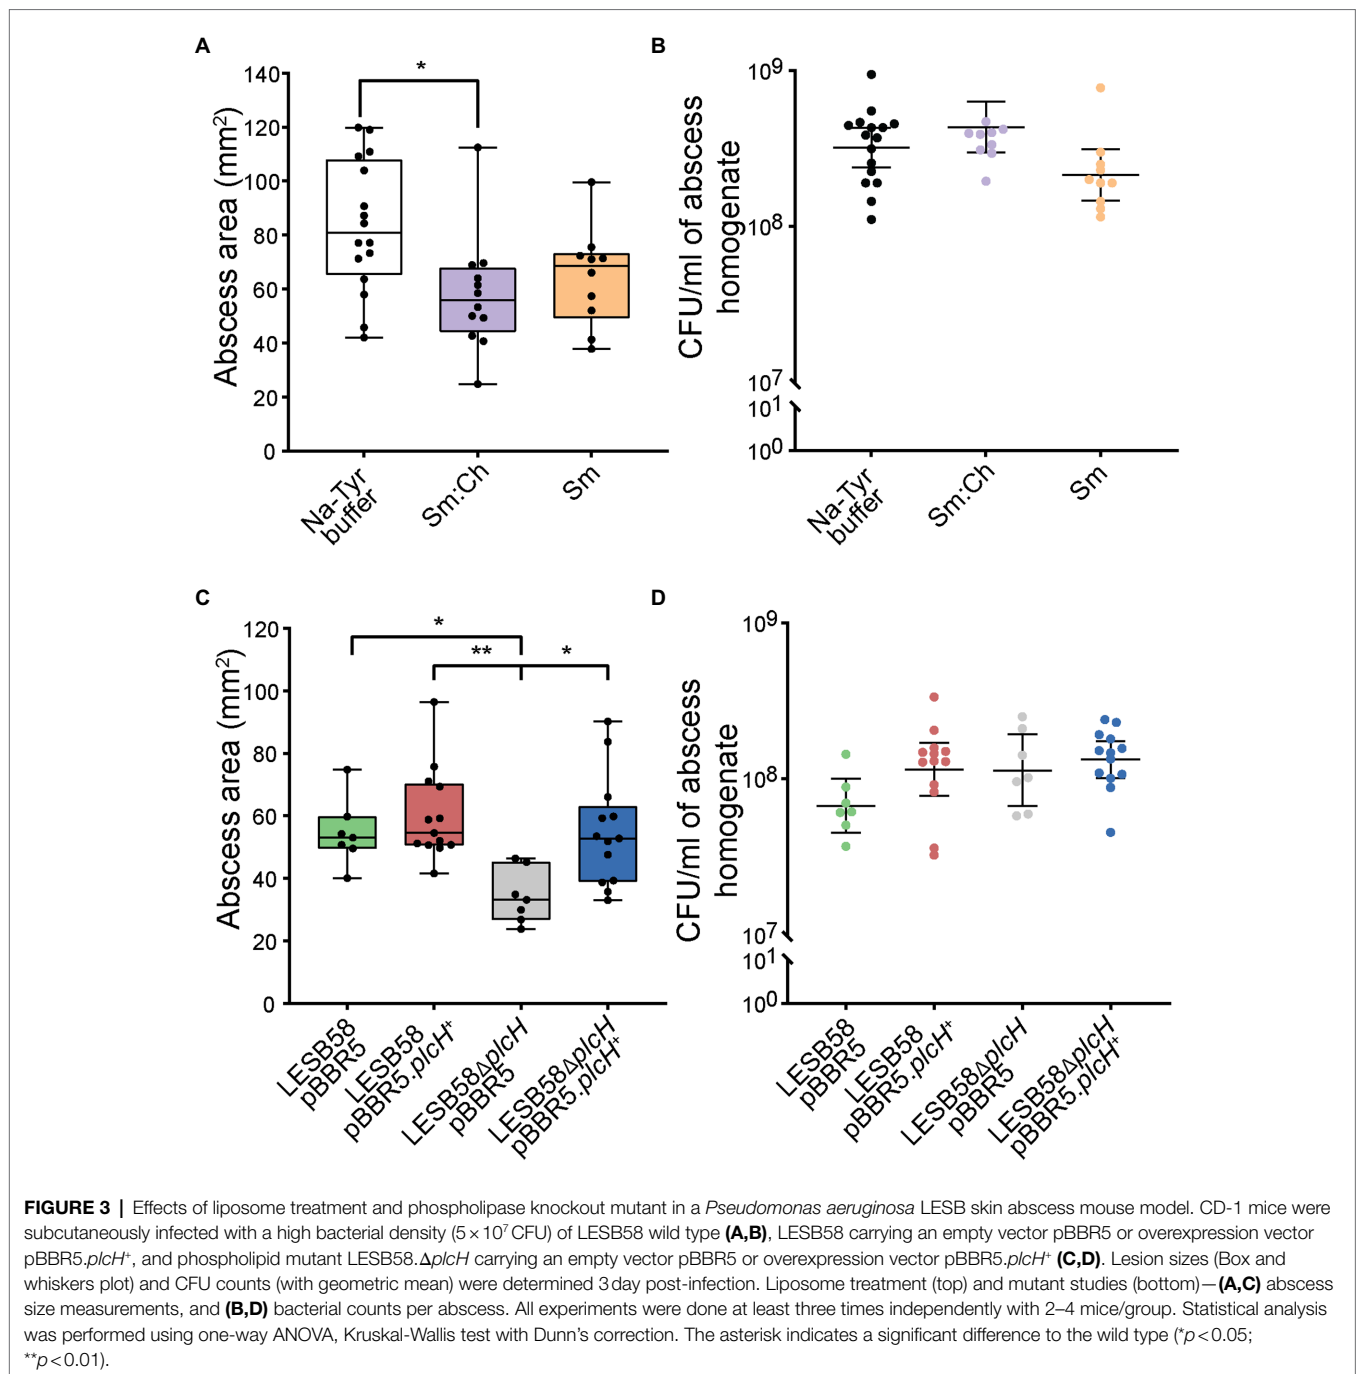 A
Abscess area (mm²)
140
120
100
80
60
40
20
0
*
Na-Tyr
buffer
Sm:Ch
Sm
B
CFU/ml of abscess
homogenate
10⁹
10⁸
10⁷
10¹
10⁰
Na-Tyr
buffer
Sm:Ch
Sm
C
Abscess area (mm²)
120
100
80
60
40
20
0
*
**
*
LESB58
pBBR5
LESB58
pBBR5.plcH⁺
LESB58ΔplcH
pBBR5
LESB58ΔplcH
pBBR5.plcH⁺
D
CFU/ml of abscess
homogenate
10⁹
10⁸
10⁷
10¹
10⁰
LESB58
pBBR5
LESB58
pBBR5.plcH⁺
LESB58ΔplcH
pBBR5
LESB58ΔplcH
pBBR5.plcH⁺
FIGURE 3 | Effects of liposome treatment and phospholipase knockout mutant in a Pseudomonas aeruginosa LESB skin abscess mouse model. CD-1 mice were
subcutaneously infected with a high bacterial density (5 × 10⁷ CFU) of LESB58 wild type (A,B), LESB58 carrying an empty vector pBBR5 or overexpression vector
pBBR5.plcH⁺, and phospholipid mutant LESB58.ΔplcH carrying an empty vector pBBR5 or overexpression vector pBBR5.plcH⁺ (C,D). Lesion sizes (Box and
whiskers plot) and CFU counts (with geometric mean) were determined 3 day post-infection. Liposome treatment (top) and mutant studies (bottom)—(A,C) abscess
size measurements, and (B,D) bacterial counts per abscess. All experiments were done at least three times independently with 2–4 mice/group. Statistical analysis
was performed using one-way ANOVA, Kruskal-Wallis test with Dunn's correction. The asterisk indicates a significant difference to the wild type (*p < 0.05;
**p < 0.01).